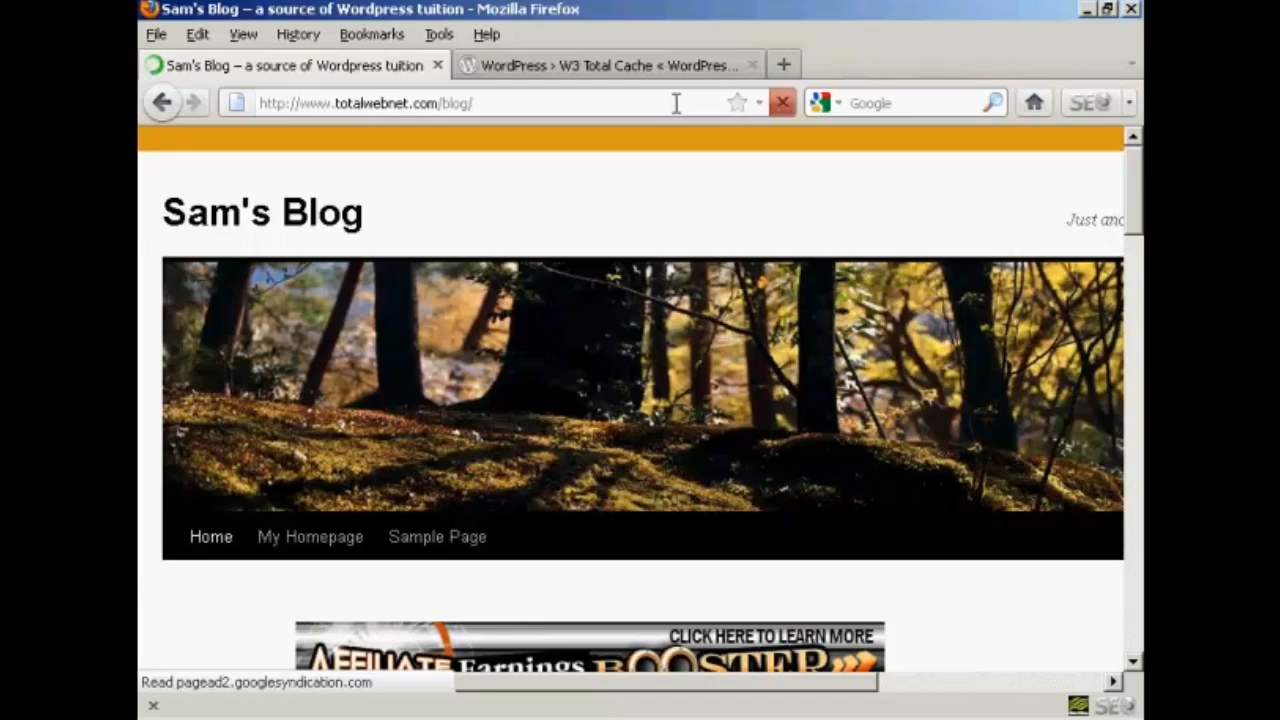 Sam's Blog – a source of Wordpress tuition - Mozilla Firefox
File Edit View History Bookmarks Tools Help
Sam's Blog – a source of Wordpress tuition
WordPress › W3 Total Cache « WordPres...
http://www.totalwebnet.com/blog/
Google
SEO
Sam's Blog
Just
Home My Homepage Sample Page
CLICK HERE TO LEARN MORE
AFFILIATE Earnings BOOSTER
Read pagead2.googlesyndication.com
SEO